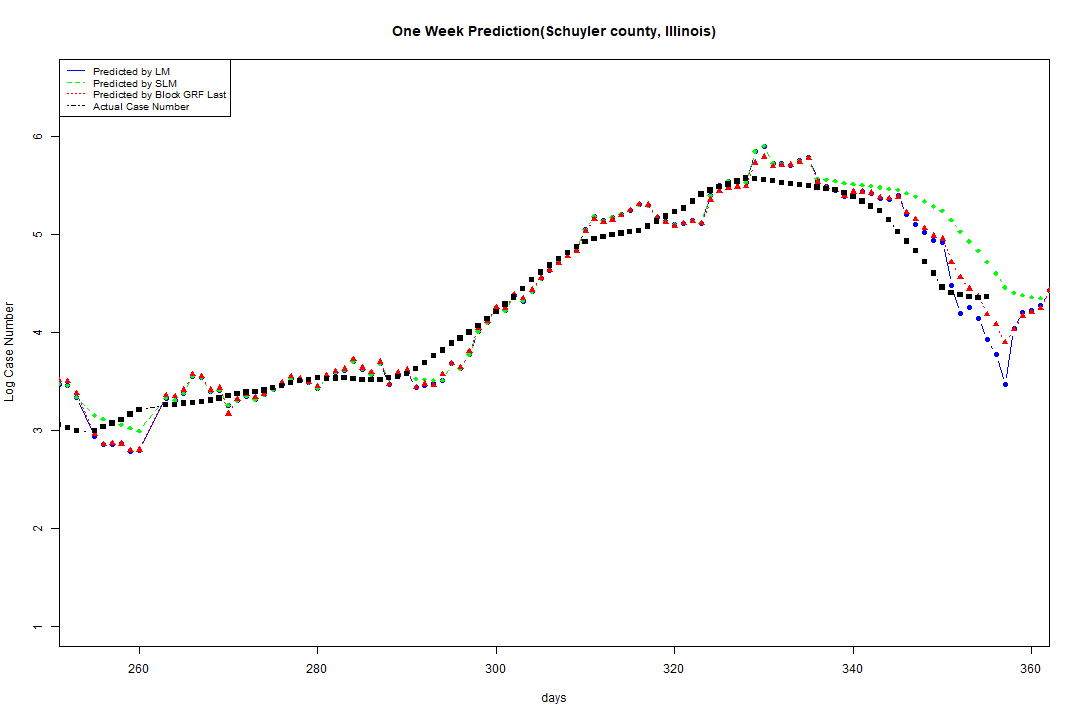 One Week Prediction(Schuyler county, Illinois)
Predicted by LM
Predicted by SLM
Predicted by Block GRF Last
Actual Case Number
6
5
4
3
2
1
Log Case Number
260 280 300 320 340 360
days